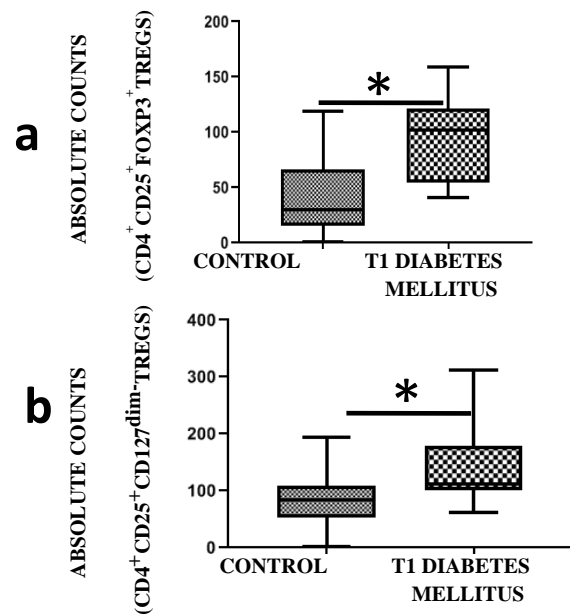 a
ABSOLUTE COUNTS
(CD4⁺CD25⁺FOXP3⁺TREGS)
200
150
100
50
0
*
CONTROL
T1 DIABETES
MELLITUS
b
ABSOLUTE COUNTS
(CD4⁺CD25⁺CD127ᵈⁱᵐ⁻TREGS)
400
300
200
100
0
*
CONTROL
T1 DIABETES
MELLITUS